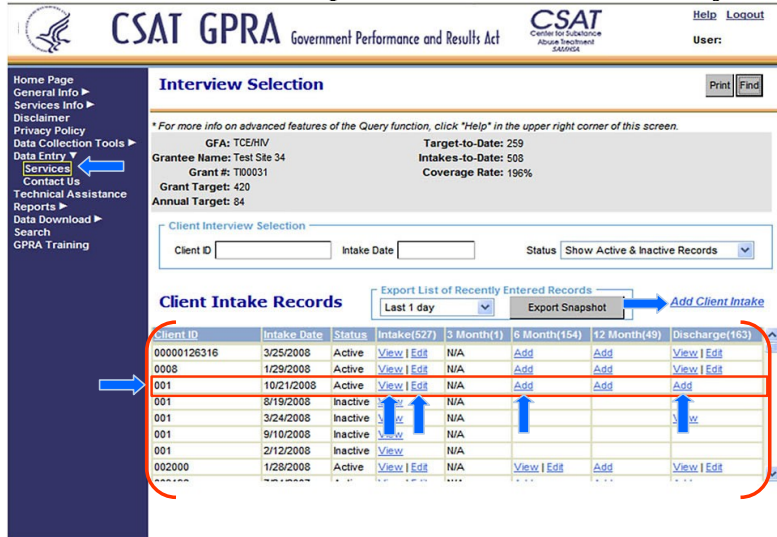 CSAT GPRA Government Performance and Results Act
CSAT
Center for Substance
Abuse Treatment
SAMHSA
Help Logout
User:
Home Page
General Info ►
Services Info ►
Disclaimer
Privacy Policy
Data Collection Tools ►
Data Entry ▼
Services
Contact Us
Technical Assistance
Reports ►
Data Download ►
Search
GPRA Training
Interview Selection
Print Find
* For more info on advanced features of the Query function, click "Help" in the upper right corner of this screen.
GFA: TCE/HIV Target-to-Date: 259
Grantee Name: Test Site 34 Intakes-to-Date: 508
Grant #: TI00031 Coverage Rate: 196%
Grant Target: 420
Annual Target: 84
Client Interview Selection
Client ID Intake Date Status Show Active & Inactive Records
Client Intake Records
Export List of Recently Entered Records
Last 1 day Export Snapshot
Add Client Intake
Client ID Intake Date Status Intake(527) 3 Month(1) 6 Month(154) 12 Month(49) Discharge(163)
00000126316 3/25/2008 Active View | Edit N/A Add Add View | Edit
0008 1/29/2008 Active View | Edit N/A Add Add View | Edit
001 10/21/2008 Active View | Edit N/A Add Add Add
001 8/19/2008 Inactive View N/A
001 3/24/2008 Inactive View N/A View
001 9/10/2008 Inactive View N/A
001 2/12/2008 Inactive View N/A
002000 1/28/2008 Active View | Edit N/A View | Edit Add View | Edit